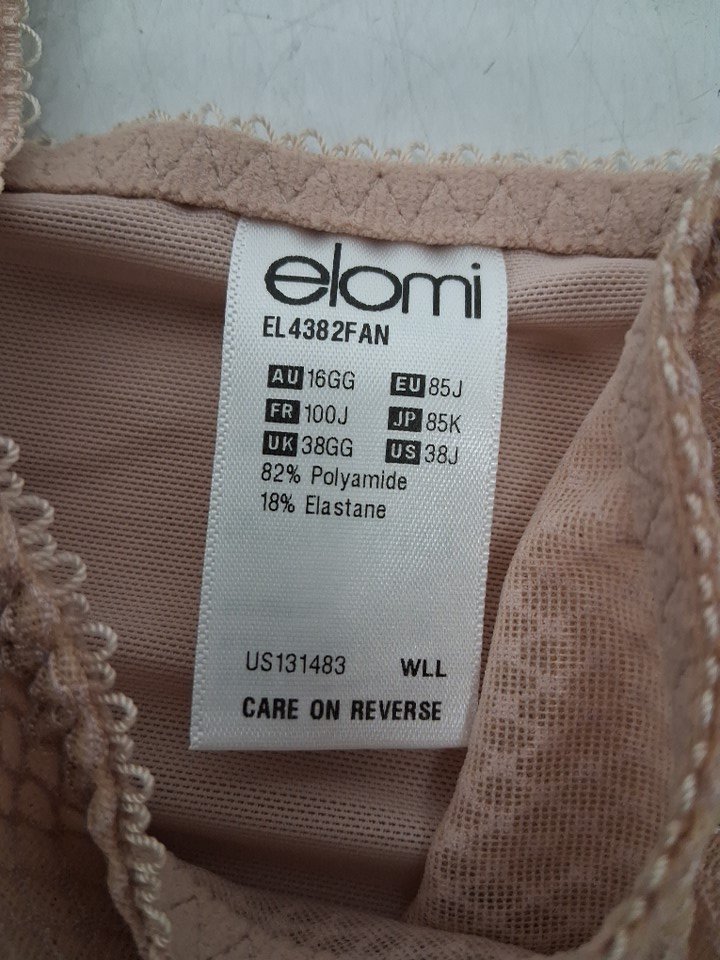 elomi
EL4382FAN
AU 16GG EU 85J
FR 100J JP 85K
UK 38GG US 38J
82% Polyamide
18% Elastane
US131483 WLL
CARE ON REVERSE